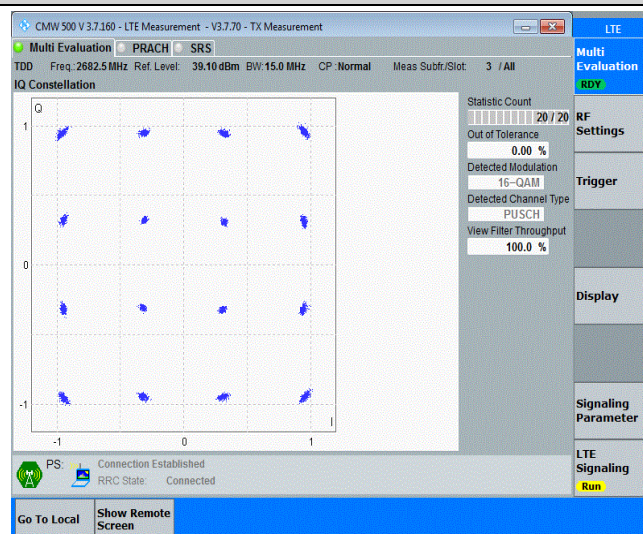 CMW 500 V 3.7.160 - LTE Measurement - V3.7.70 - TX Measurement
LTE
Multi Evaluation PRACH SRS
TDD Freq.:2682.5 MHz Ref. Level: 39.10 dBm BW:15.0 MHz CP :Normal Meas Subfr./Slot: 3 / All
IQ Constellation
Q
1
0
-1
-1 0 1
I
Statistic Count
20 / 20
Out of Tolerance
0.00 %
Detected Modulation
16-QAM
Detected Channel Type
PUSCH
View Filter Throughput
100.0 %
Multi
Evaluation
RDY
RF
Settings
Trigger
Display
Signaling
Parameter
LTE
Signaling
Run
PS: Connection Established
RRC State: Connected
Go To Local
Show Remote
Screen